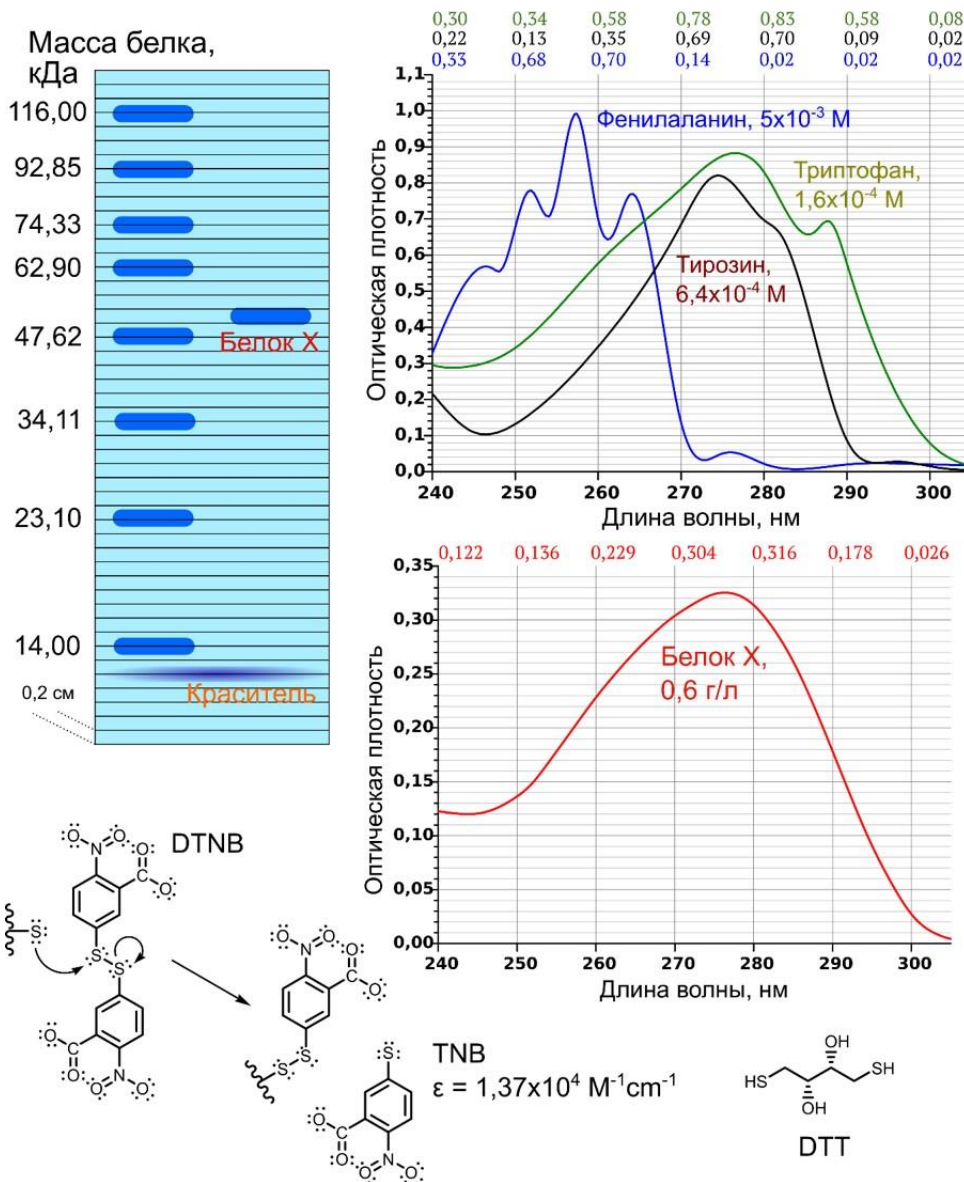 Масса белка,
кДа
116,00
92,85
74,33
62,90
47,62
34,11
23,10
14,00
0,2 см
Белок X
Краситель
0,30 0,34 0,58 0,78 0,83 0,58 0,08
0,22 0,13 0,35 0,69 0,70 0,09 0,02
0,33 0,68 0,70 0,14 0,02 0,02 0,02
Оптическая плотность
1,1
1,0
0,9
0,8
0,7
0,6
0,5
0,4
0,3
0,2
0,1
0,0
Фенилаланин, 5x10⁻³ М
Триптофан,
1,6x10⁻⁴ М
Тирозин,
6,4x10⁻⁴ М
240 250 260 270 280 290 300
Длина волны, нм
0,122 0,136 0,229 0,304 0,316 0,178 0,026
Оптическая плотность
0,35
0,30
0,25
0,20
0,15
0,10
0,05
0,00
Белок X,
0,6 г/л
240 250 260 270 280 290 300
Длина волны, нм
DTNB
O N O O C O
S
S S
O C O N O O
O N O O C O
S S
TNB
ε = 1,37x10⁴ M⁻¹cm⁻¹
S
O C O N O O
OH
HS SH
OH
DTT